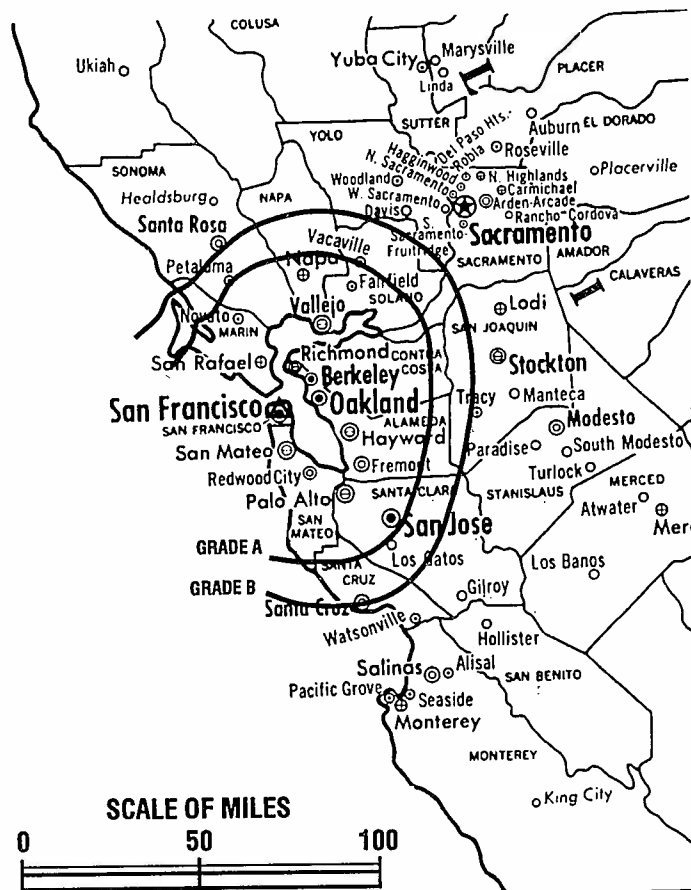 COLUSA
Ukiah
Yuba City
Marysville
Linda
PLACER
SUTTER
YOLO
Auburn
EL DORADO
Del Paso Hts.
Robla
Hagginwood
N. Sacramento
Roseville
SONOMA
NAPA
Woodland
N. Highlands
Placerville
Carmichael
Healdsburg
W. Sacramento
Arden-Arcade
Davis
Rancho-Cordova
Santa Rosa
S.
Sacramento-
Fruitridge
Sacramento
Vacaville
Napa
Petaluma
SACRAMENTO
AMADOR
Fairfield
CALAVERAS
SOLANO
Vallejo
Lodi
Novato
MARIN
SAN JOAQUIN
San Rafael
Richmond
CONTRA
COSTA
Stockton
Berkeley
Oakland
Tracy
Manteca
San Francisco
SAN FRANCISCO
ALAMEDA
Hayward
Modesto
San Mateo
Paradise
South Modesto
Redwood City
Fremont
Turlock
Palo Alto
SANTA CLARA
STANISLAUS
MERCED
Atwater
SAN
MATEO
San Jose
Merc
GRADE A
Los Gatos
Los Banos
SANTA
CRUZ
GRADE B
Santa Cruz
Gilroy
Watsonville
Hollister
Salinas
Alisal
SAN BENITO
Pacific Grove
Seaside
Monterey
MONTEREY
King City
SCALE OF MILES
0 50 100